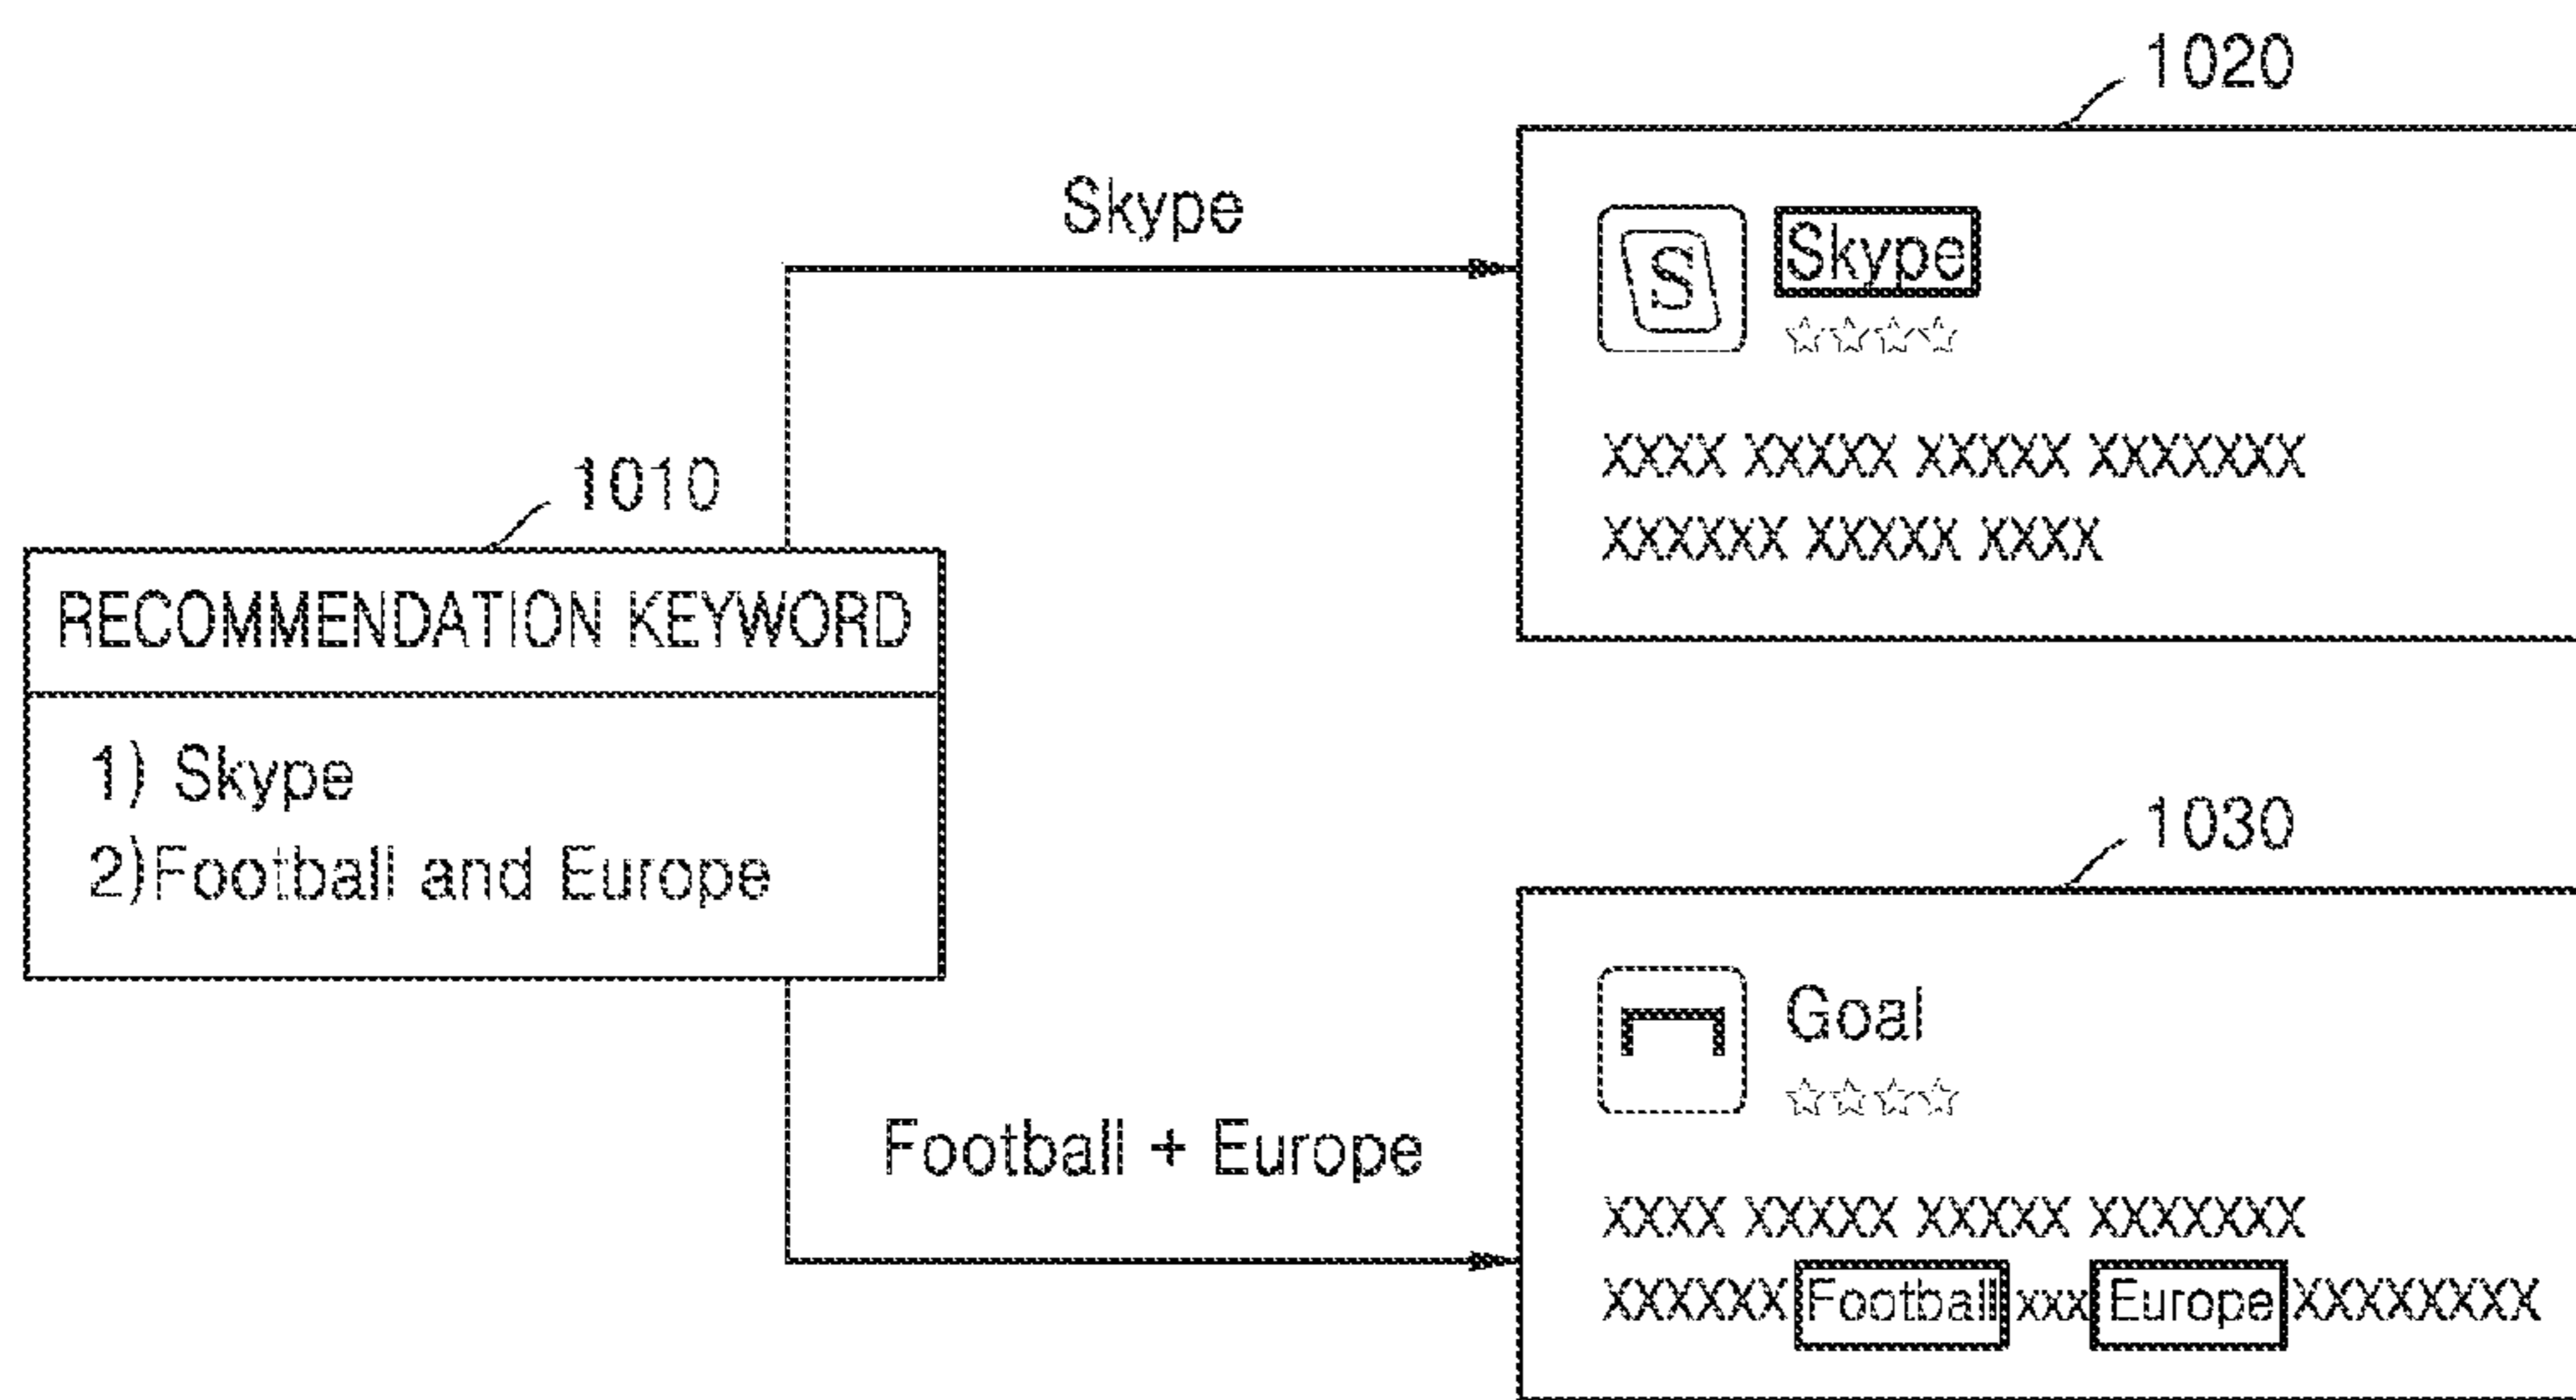 1020
Skype
S
Skype
☆☆☆☆
XXXX XXXXX XXXXX XXXXXXX
XXXXXX XXXXX XXXX
1010
RECOMMENDATION KEYWORD
1) Skype
2)Football and Europe
1030
Goal
☆☆☆☆
Football + Europe
XXXX XXXXX XXXXX XXXXXXX
XXXXXX Football xxx Europe XXXXXXXX